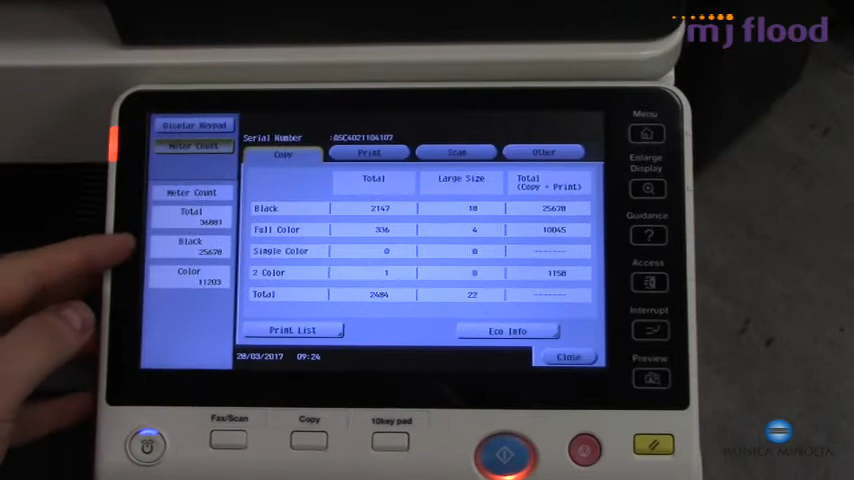 mj flood
Display Keypad
Meter Count
Serial Number :A5C4021104107
Copy Print Scan Other
Total Large Size Total
(Copy + Print)
Black 2147 18 25678
Full Color 336 4 10045
Single Color 0 0 -------
2 Color 1 0 1158
Total 2484 22 -------
Meter Count
Total
36881
Black
25678
Color
11203
Print List
Eco Info
28/03/2017 09:24
Close
Menu
Enlarge
Display
Guidance
?
Access
Interrupt
Preview
Fax/Scan
Copy
10key pad
KONICA MINOLTA